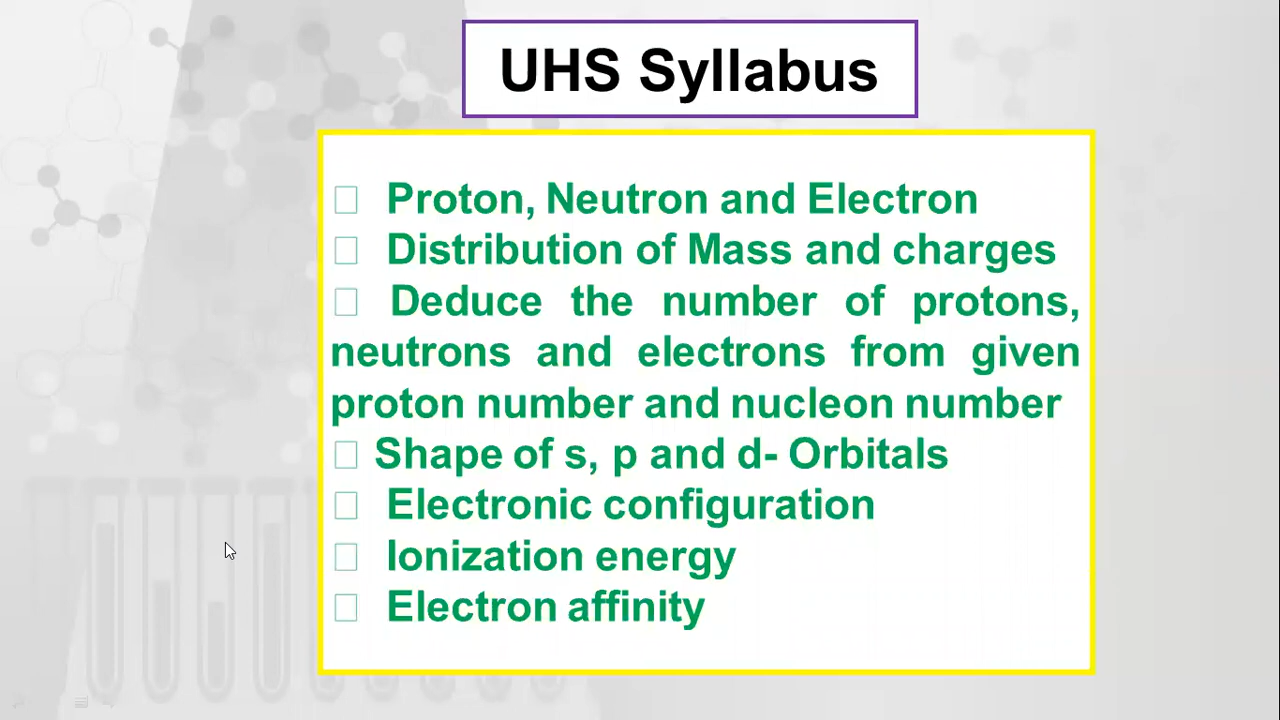 UHS Syllabus
Proton, Neutron and Electron
Distribution of Mass and charges
Deduce the number of protons,
neutrons and electrons from given
proton number and nucleon number
Shape of s, p and d- Orbitals
Electronic configuration
Ionization energy
Electron affinity